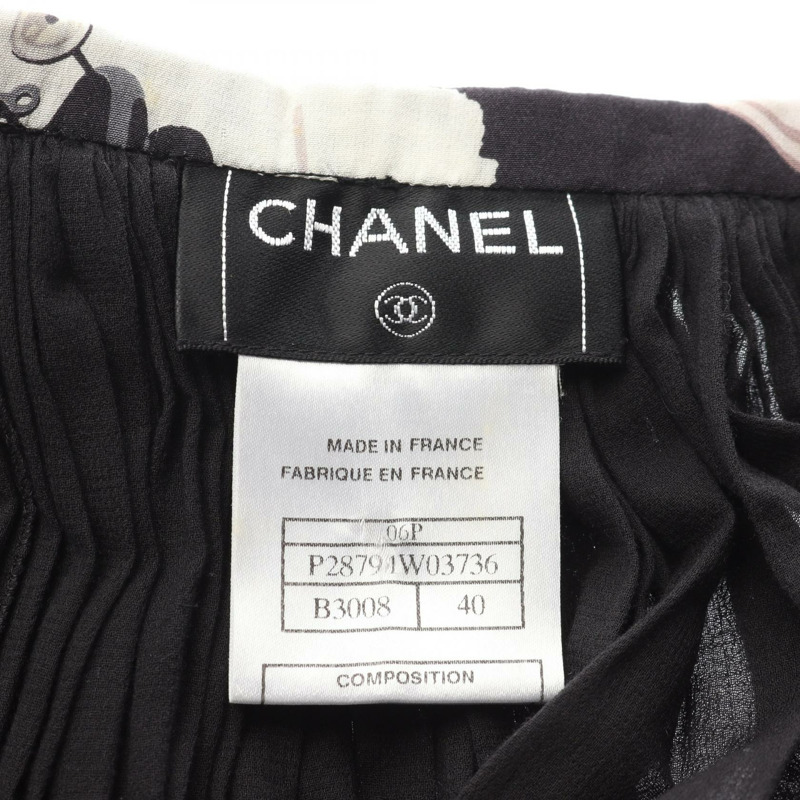 CHANEL
MADE IN FRANCE
FABRIQUE EN FRANCE
06P
P28794W03736
B3008 40
COMPOSITION